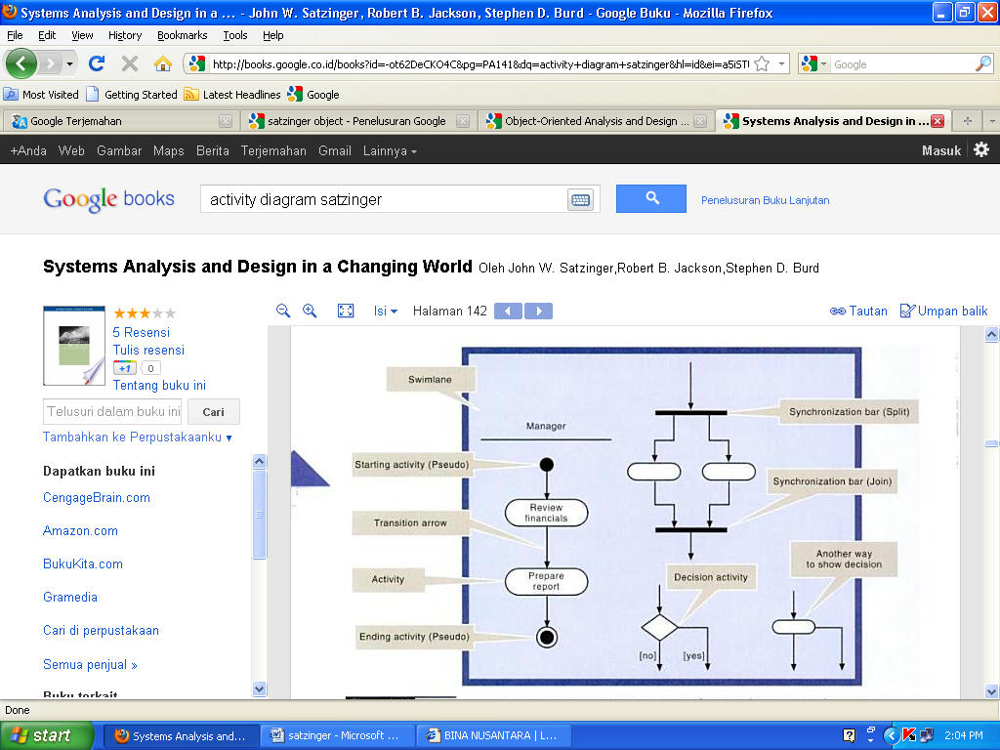 Systems Analysis and Design in a ... - John W. Satzinger, Robert B. Jackson, Stephen D. Burd - Google Buku - Mozilla Firefox
File Edit View History Bookmarks Tools Help
http://books.google.co.id/books?id=-ot62DeCKO4C&pg=PA141&dq=activity+diagram+satzinger&hl=id&ei=a5iSTU
Google
Most Visited Getting Started Latest Headlines Google
Google Terjemahan
satzinger object - Penelusuran Google
Object-Oriented Analysis and Design ...
Systems Analysis and Design in ...
+Anda Web Gambar Maps Berita Terjemahan Gmail Lainnya
Masuk
Google books
activity diagram satzinger
Penelusuran Buku Lanjutan
Systems Analysis and Design in a Changing World Oleh John W. Satzinger,Robert B. Jackson,Stephen D. Burd
5 Resensi
Tulis resensi
+1 0
Tentang buku ini
Telusuri dalam buku ini
Cari
Tambahkan ke Perpustakaanku ▼
Dapatkan buku ini
CengageBrain.com
Amazon.com
BukuKita.com
Gramedia
Cari di perpustakaan
Semua penjual »
Buku terkait
Isi
Halaman 142
Tautan
Umpan balik
Swimlane
Manager
Starting activity (Pseudo)
Review
financials
Transition arrow
Activity
Prepare
report
Ending activity (Pseudo)
Synchronization bar (Split)
Synchronization bar (Join)
Another way
to show decision
Decision activity
[no] [yes]
Done
start
Systems Analysis and...
satzinger - Microsoft ...
BINA NUSANTARA | L...
2:04 PM